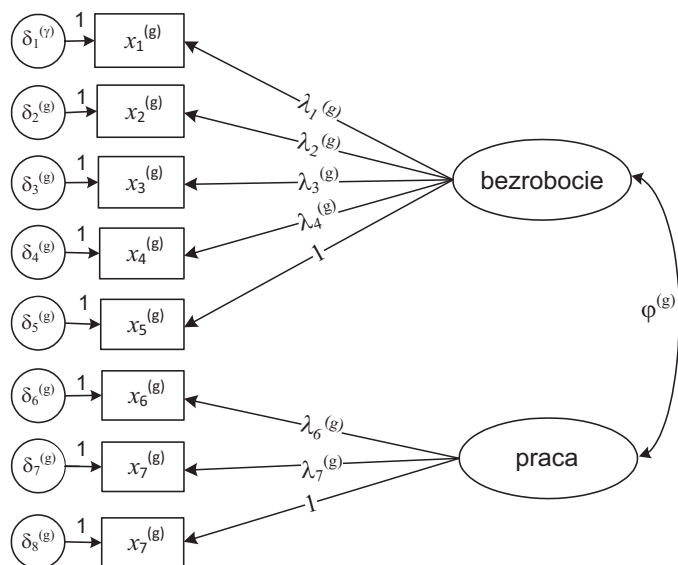 δ₁⁽ᵞ⁾ 1 x₁⁽ᵍ⁾ λ₁⁽ᵍ⁾
δ₂⁽ᵍ⁾ 1 x₂⁽ᵍ⁾ λ₂⁽ᵍ⁾
δ₃⁽ᵍ⁾ 1 x₃⁽ᵍ⁾ λ₃⁽ᵍ⁾ bezrobocie
δ₄⁽ᵍ⁾ 1 x₄⁽ᵍ⁾ λ₄⁽ᵍ⁾
δ₅⁽ᵍ⁾ 1 x₅⁽ᵍ⁾ 1
φ⁽ᵍ⁾
δ₆⁽ᵍ⁾ 1 x₆⁽ᵍ⁾ λ₆⁽ᵍ⁾
δ₇⁽ᵍ⁾ 1 x₇⁽ᵍ⁾ λ₇⁽ᵍ⁾ praca
δ₈⁽ᵍ⁾ 1 x₇⁽ᵍ⁾ 1